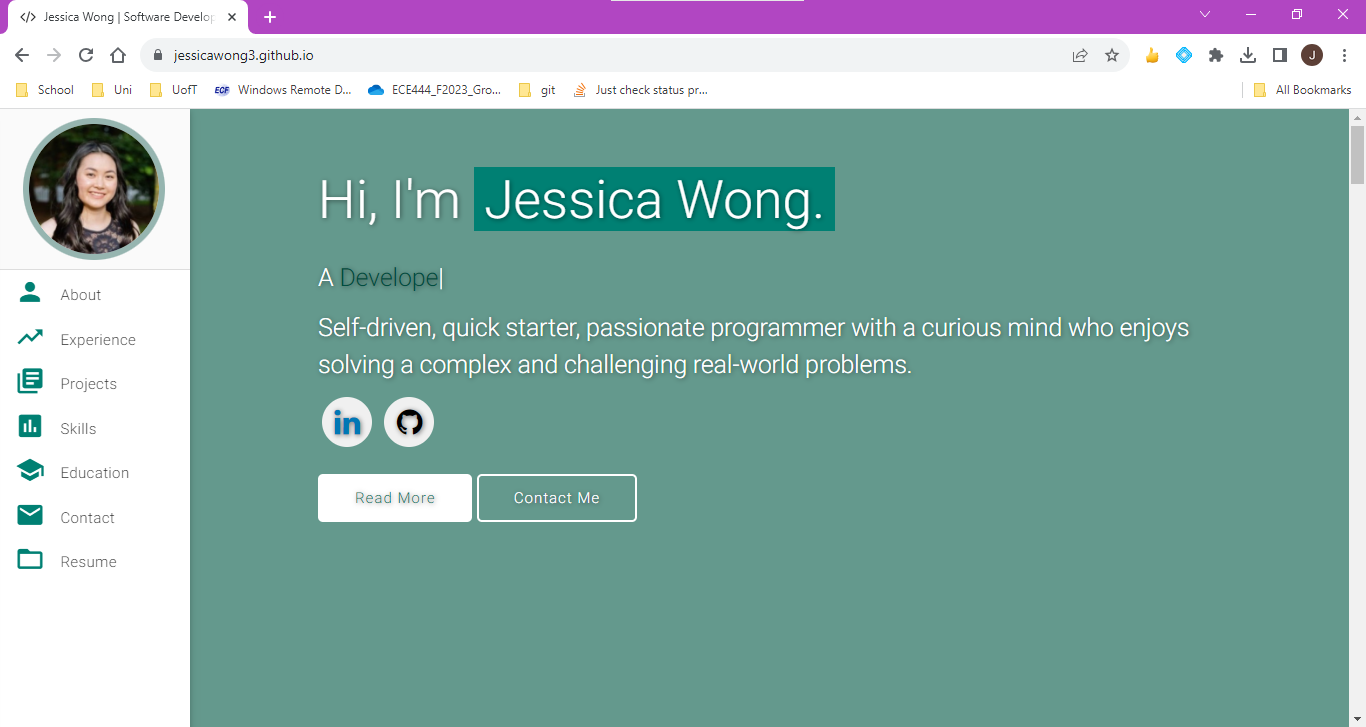 Jessica Wong | Software Develop
jessicawong3.github.io
J
School Uni UofT ECF Windows Remote D... ECE444_F2023_Gro... git Just check status pr... All Bookmarks
Hi, I'm Jessica Wong.
A Develope
Self-driven, quick starter, passionate programmer with a curious mind who enjoys
solving a complex and challenging real-world problems.
in
Read More Contact Me
About
Experience
Projects
Skills
Education
Contact
Resume